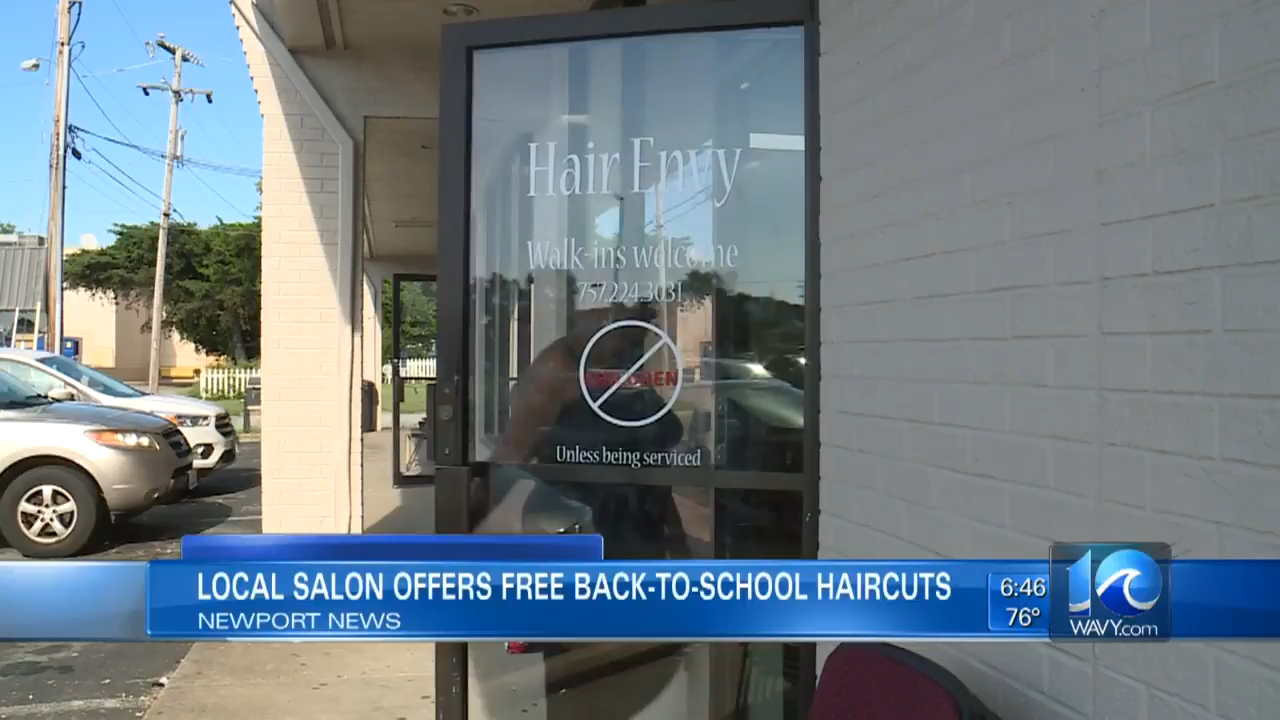 Hair Envy
Walk-ins welcome
757.224.3031
CHILDREN
Unless being serviced
LOCAL SALON OFFERS FREE BACK-TO-SCHOOL HAIRCUTS
NEWPORT NEWS
6:46
76°
10
WAVY.com